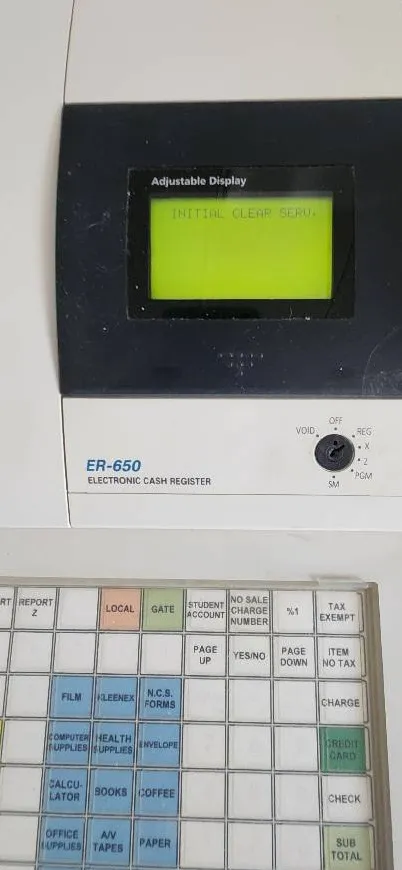 Adjustable Display
INITIAL CLEAR SERV.
ER-650
ELECTRONIC CASH REGISTER
OFF
VOID
REG
X
Z
PGM
SM
RT
REPORT
Z
LOCAL
GATE
STUDENT
ACCOUNT
NO SALE
CHARGE
NUMBER
%1
TAX
EXEMPT
PAGE
UP
YES/NO
PAGE
DOWN
ITEM
NO TAX
FILM
KLEENEX
N.C.S.
FORMS
CHARGE
COMPUTER
SUPPLIES
HEALTH
SUPPLIES
ENVELOPE
CREDIT
CARD
CALCU-
LATOR
BOOKS
COFFEE
CHECK
OFFICE
SUPPLIES
A/V
TAPES
PAPER
SUB
TOTAL